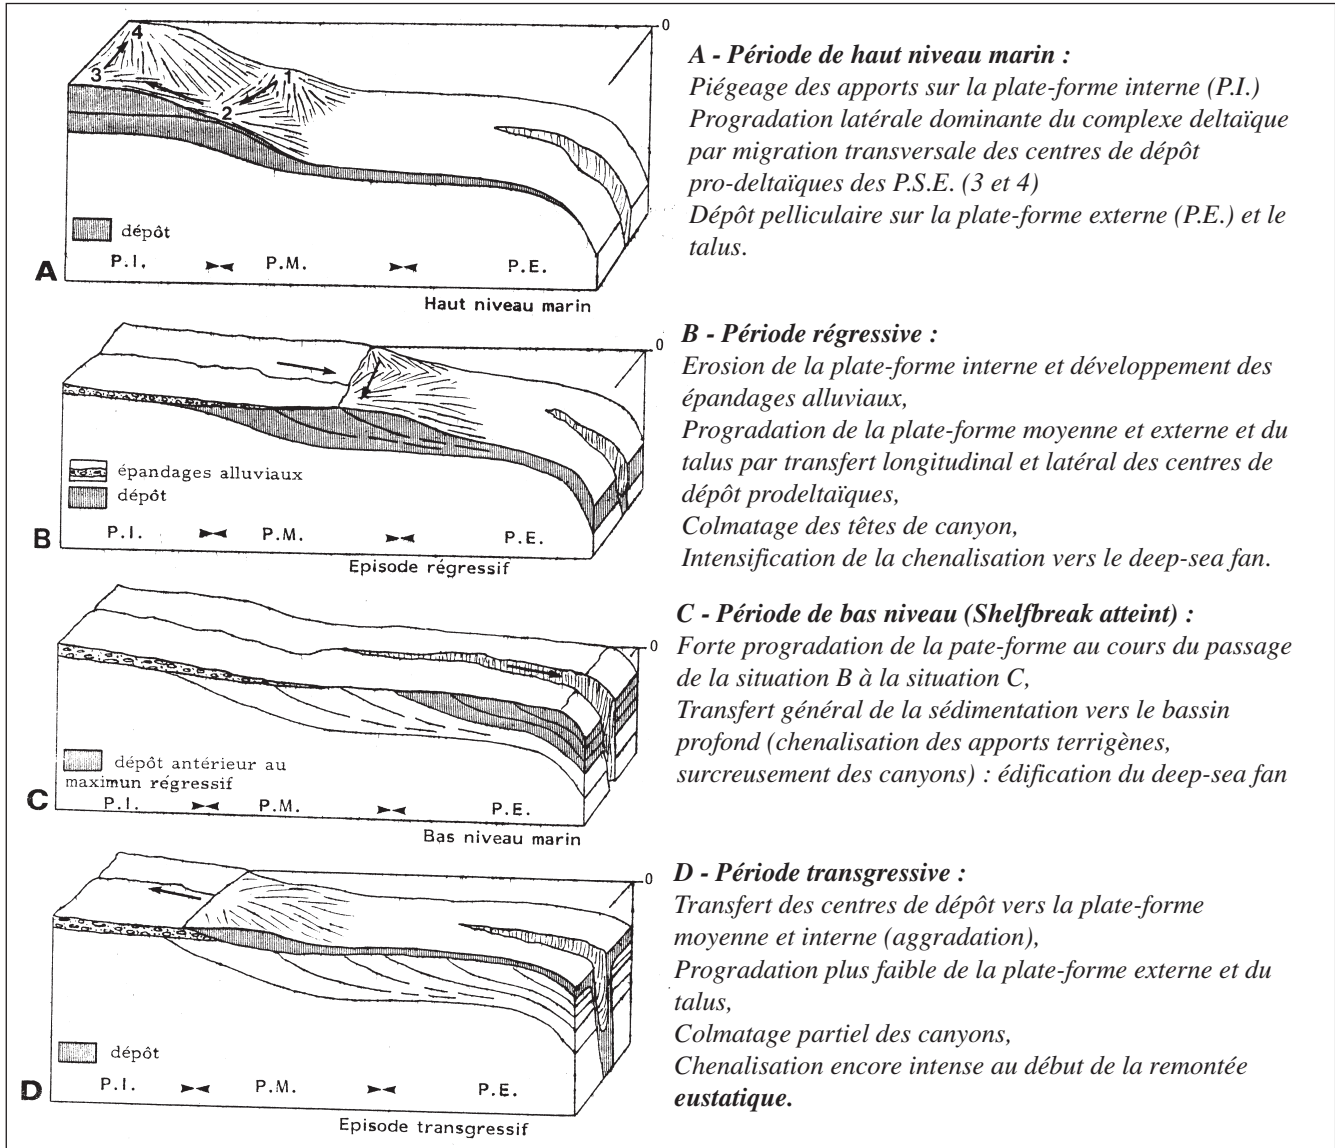 0
4
3
1
2
dépôt
P.I.
P.M.
P.E.
A
Haut niveau marin
A - Période de haut niveau marin :
Piégeage des apports sur la plate-forme interne (P.I.)
Progradation latérale dominante du complexe deltaïque
par migration transversale des centres de dépôt
pro-deltaïques des P.S.E. (3 et 4)
Dépôt pelliculaire sur la plate-forme externe (P.E.) et le
talus.
0
épandages alluviaux
dépôt
P.I.
P.M.
P.E.
B
Episode régressif
B - Période régressive :
Erosion de la plate-forme interne et développement des
épandages alluviaux,
Progradation de la plate-forme moyenne et externe et du
talus par transfert longitudinal et latéral des centres de
dépôt prodeltaïques,
Colmatage des têtes de canyon,
Intensification de la chenalisation vers le deep-sea fan.
0
dépôt antérieur au
maximun régressif
P.I.
P.M.
P.E.
C
Bas niveau marin
C - Période de bas niveau (Shelfbreak atteint) :
Forte progradation de la pate-forme au cours du passage
de la situation B à la situation C,
Transfert général de la sédimentation vers le bassin
profond (chenalisation des apports terrigènes,
surcreusement des canyons) : édification du deep-sea fan
0
dépôt
P.I.
P.M.
P.E.
D
Episode transgressif
D - Période transgressive :
Transfert des centres de dépôt vers la plate-forme
moyenne et interne (aggradation),
Progradation plus faible de la plate-forme externe et du
talus,
Colmatage partiel des canyons,
Chenalisation encore intense au début de la remontée
eustatique.